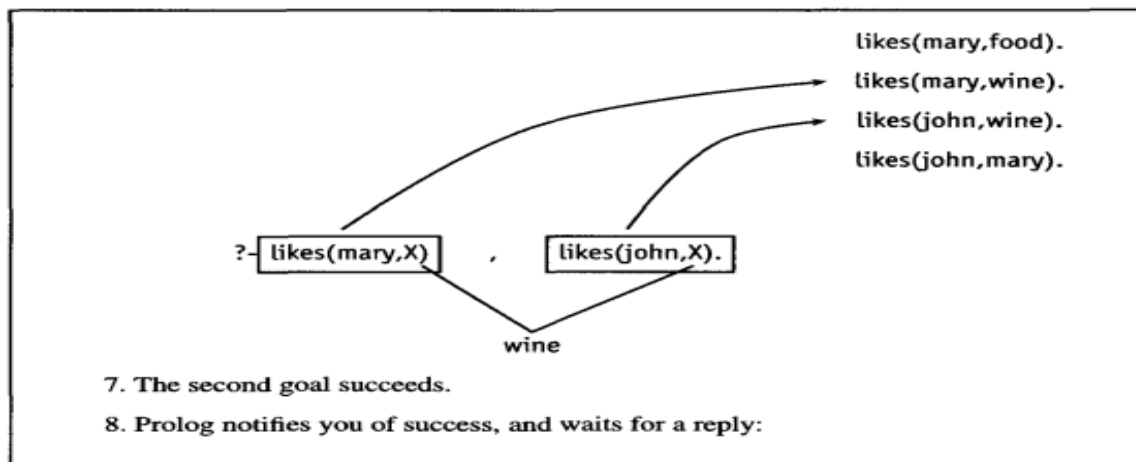 likes(mary,food).
likes(mary,wine).
likes(john,wine).
likes(john,mary).
?- likes(mary,X) , likes(john,X).
wine
7. The second goal succeeds.
8. Prolog notifies you of success, and waits for a reply: